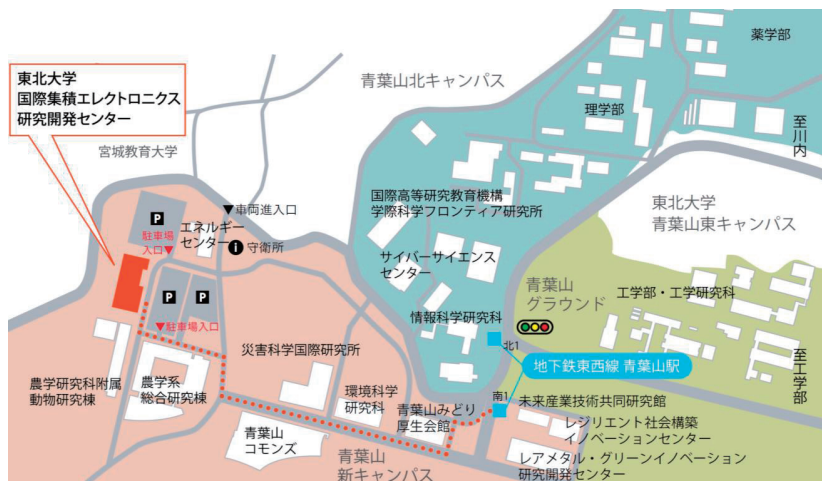 薬学部
東北大学
国際集積エレクトロニクス
研究開発センター
青葉山北キャンパス
理学部
至川内
宮城教育大学
国際高等研究教育機構
学際科学フロンティア研究所
東北大学
青葉山東キャンパス
P
▼車両進入口
エネルギー
センター
i 守衛所
駐車場
入口▼
サイバーサイエンス
センター
青葉山
グラウンド
工学部・工学研究科
P
P
▼駐車場入口
情報科学研究科
北1
地下鉄東西線 青葉山駅
至工学部
災害科学国際研究所
農学研究科附属
動物研究棟
農学系
総合研究棟
環境科学
研究科
青葉山みどり
厚生会館
南1
未来産業技術共同研究館
レジリエント社会構築
イノベーションセンター
青葉山
コモンズ
青葉山
新キャンパス
レアメタル・グリーンイノベーション
研究開発センター